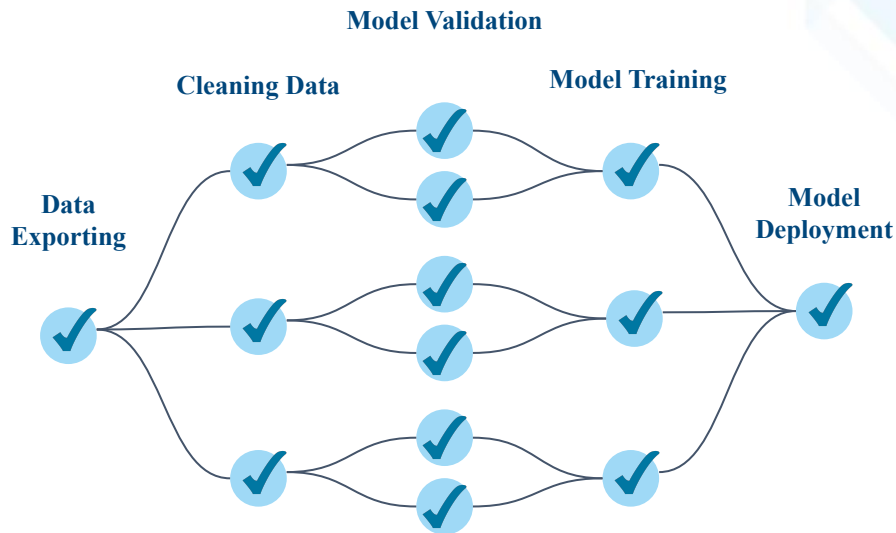 Model Validation
Cleaning Data
Model Training
Data
Exporting
Model
Deployment